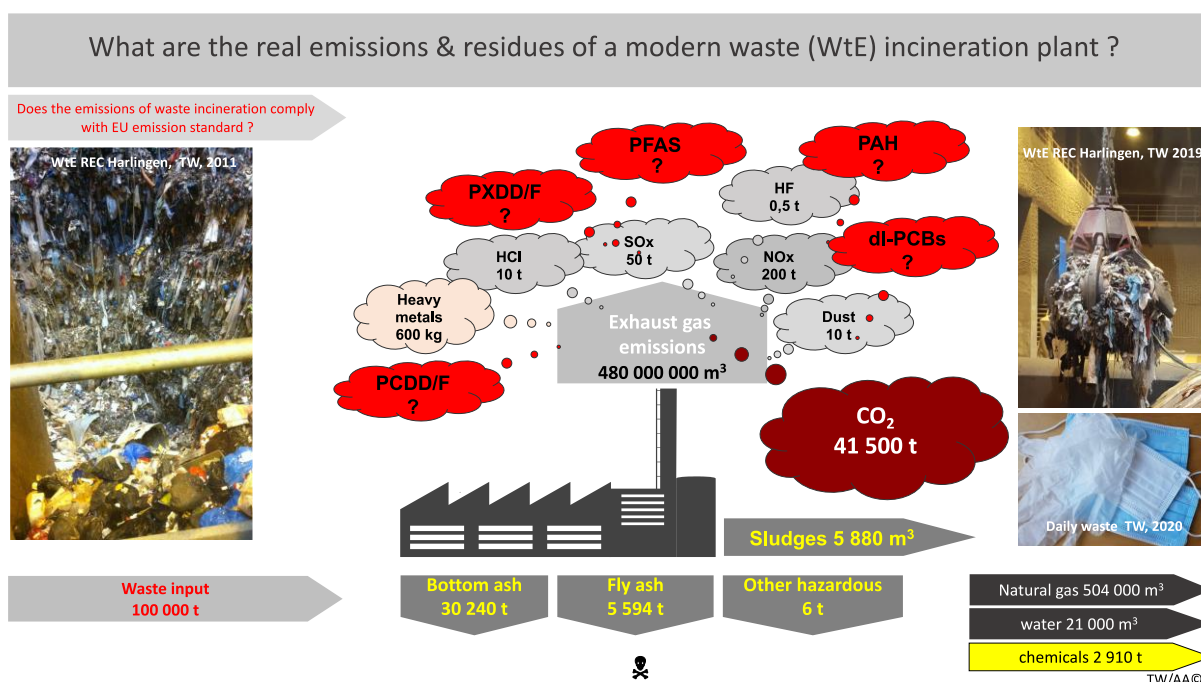 What are the real emissions & residues of a modern waste (WtE) incineration plant ?
Does the emissions of waste incineration comply
with EU emission standard ?
WtE REC Harlingen, TW, 2011
PFAS
?
PAH
?
WtE REC Harlingen, TW 2019
PXDD/F
?
HF
0,5 t
HCl
10 t
SOx
50 t
NOx
200 t
dl-PCBs
?
Heavy
metals
600 kg
Exhaust gas
emissions
480 000 000 m³
Dust
10 t
PCDD/F
?
CO₂
41 500 t
Daily waste TW, 2020
Sludges 5 880 m³
Waste input
100 000 t
Bottom ash
30 240 t
Fly ash
5 594 t
Other hazardous
6 t
Natural gas 504 000 m³
water 21 000 m³
chemicals 2 910 t
TW/AA©